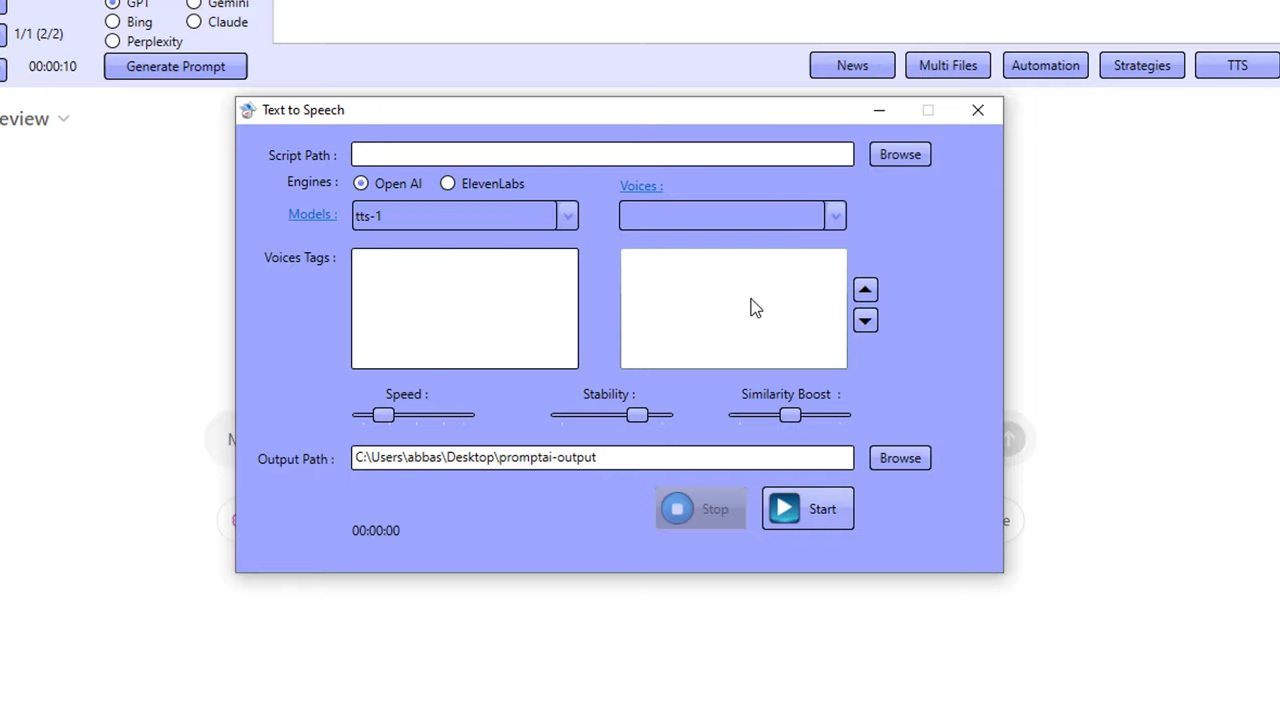 GPT
Gemini
Bing
Claude
1/1 (2/2)
Perplexity
00:00:10
Generate Prompt
News
Multi Files
Automation
Strategies
TTS
eview
Text to Speech
Script Path :
Browse
Engines :
Open AI
ElevenLabs
Voices :
Models :
tts-1
Voices Tags :
Speed :
Stability :
Similarity Boost :
Output Path :
C:\Users\abbas\Desktop\promptai-output
Browse
Stop
Start
00:00:00